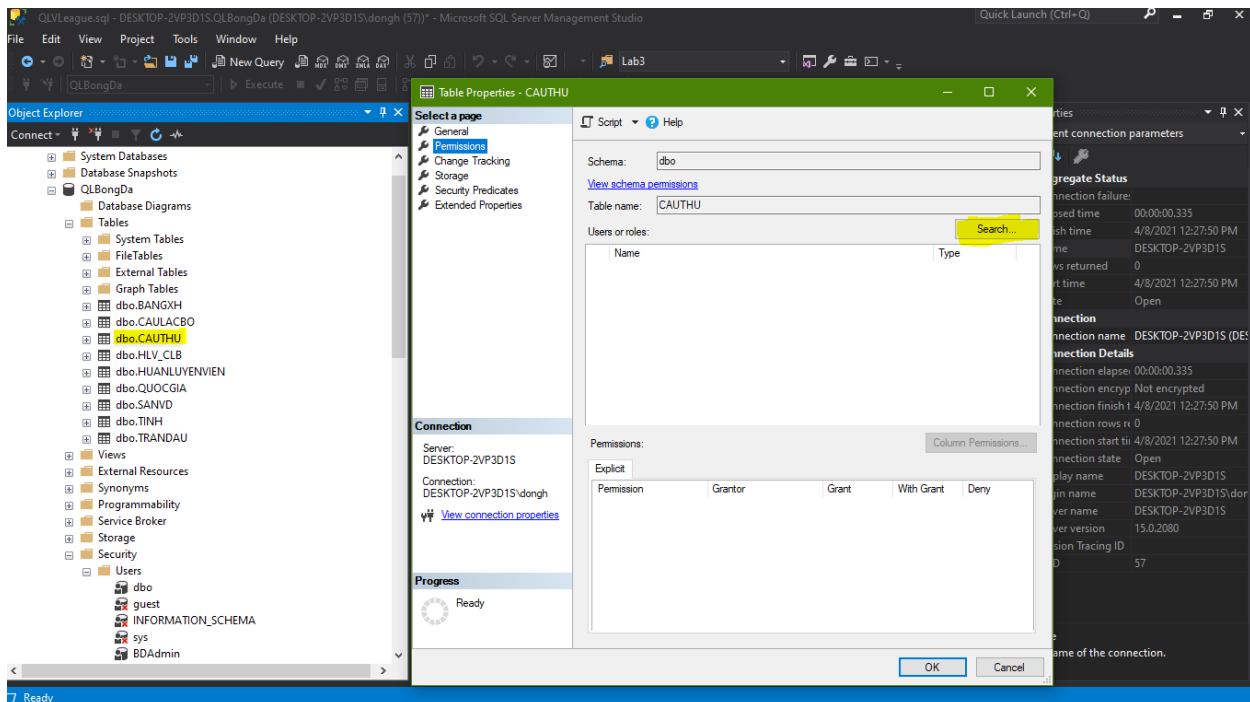 QLVLeague.sql - DESKTOP-2VP3D1S.QLBongDa (DESKTOP-2VP3D1S\dongh (57))* - Microsoft SQL Server Management Studio
Quick Launch (Ctrl+Q)
File Edit View Project Tools Window Help
New Query MDX DMX XMLA DAX Lab3
QLBongDa Execute
Object Explorer
Connect
System Databases
Database Snapshots
QLBongDa
Database Diagrams
Tables
System Tables
FileTables
External Tables
Graph Tables
dbo.BANGXH
dbo.CAULACBO
dbo.CAUTHU
dbo.HLV_CLB
dbo.HUANLUYENVIEN
dbo.QUOCGIA
dbo.SANVD
dbo.TINH
dbo.TRANDAU
Views
External Resources
Synonyms
Programmability
Service Broker
Storage
Security
Users
dbo
guest
INFORMATION_SCHEMA
sys
BDAdmin
Table Properties - CAUTHU
Select a page
General
Permissions
Change Tracking
Storage
Security Predicates
Extended Properties
Connection
Server:
DESKTOP-2VP3D1S
Connection:
DESKTOP-2VP3D1S\dongh
View connection properties
Progress
Ready
Script Help
Schema: dbo
View schema permissions
Table name: CAUTHU
Users or roles: Search...
Name Type
Permissions: Column Permissions...
Explicit
Permission Grantor Grant With Grant Deny
OK Cancel
rties
ent connection parameters
gregate Status
nnection failures
psed time 00:00:00.335
ish time 4/8/2021 12:27:50 PM
me DESKTOP-2VP3D1S
ws returned 0
rt time 4/8/2021 12:27:50 PM
te Open
nnection
nnection name DESKTOP-2VP3D1S (DES
nnection Details
nnection elapse 00:00:00.335
nnection encryp Not encrypted
nnection finish t 4/8/2021 12:27:50 PM
nnection rows re 0
nnection start ti 4/8/2021 12:27:50 PM
nnection state Open
play name DESKTOP-2VP3D1S
gin name DESKTOP-2VP3D1S\dor
ver name DESKTOP-2VP3D1S
ver version 15.0.2080
sion Tracing ID
D 57
e
ame of the connection.
Ready